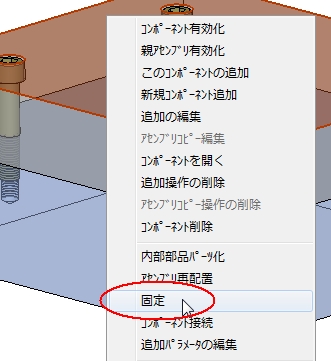 ｺﾝﾎﾟｰﾈﾝﾄ有効化
親ｱｾﾝﾌﾞﾘ有効化
このｺﾝﾎﾟｰﾈﾝﾄの追加
新規ｺﾝﾎﾟｰﾈﾝﾄ追加
追加の編集
ｱｾﾝﾌﾞﾘｺﾋﾟｰ編集
ｺﾝﾎﾟｰﾈﾝﾄを開く
追加操作の削除
ｱｾﾝﾌﾞﾘｺﾋﾟｰ操作の削除
ｺﾝﾎﾟｰﾈﾝﾄ削除
内部部品ﾊﾟｰﾂ化
ｱｾﾝﾌﾞﾘ再配置
固定
ｺﾝﾎﾟｰﾈﾝﾄ接続
追加ﾊﾟﾗﾒｰﾀの編集